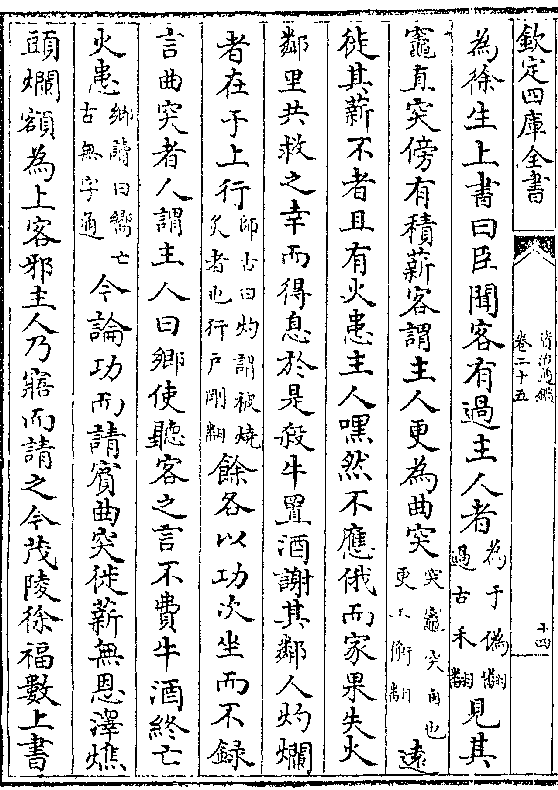 欽定四庫全書
資治通鑑
卷二十五
十四
為徐生上書曰臣聞客有過主人者為于偽翻過古禾翻見其
竈直突傍有積薪客謂主人更為曲突突竈突囪也更工衡翻遠
徙其薪不者且有火患主人嘿然不應俄而家果失火
鄰里共救之幸而得息於是殺牛置酒謝其鄰人灼爛
者在于上行師古曰灼謂被燒炙者也行戸剛翻餘各以功次坐而不録
言曲突者人謂主人曰鄉使聽客之言不費牛酒終亡
火患鄉讀曰嚮亡古無字通今論功而請賓曲突徙薪無恩澤燋
頭爛額為上客邪主人乃寤而請之今茂陵徐福數上書